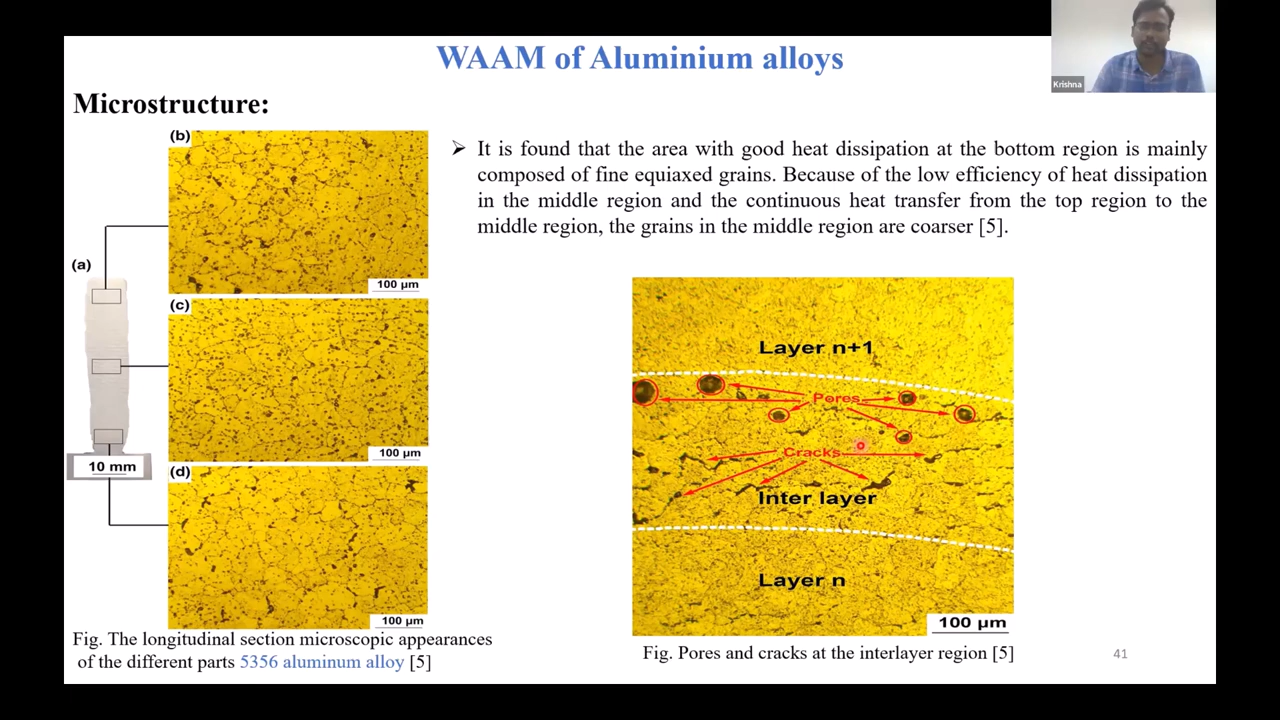 WAAM of Aluminium alloys
Krishna
Microstructure:
(b)
100 µm
(a)
(c)
100 µm
10 mm
(d)
100 µm
Fig. The longitudinal section microscopic appearances
of the different parts 5356 aluminum alloy [5]
➢ It is found that the area with good heat dissipation at the bottom region is mainly
composed of fine equiaxed grains. Because of the low efficiency of heat dissipation
in the middle region and the continuous heat transfer from the top region to the
middle region, the grains in the middle region are coarser [5].
Layer n+1
Pores
Cracks
Inter layer
Layer n
100 µm
Fig. Pores and cracks at the interlayer region [5]
41